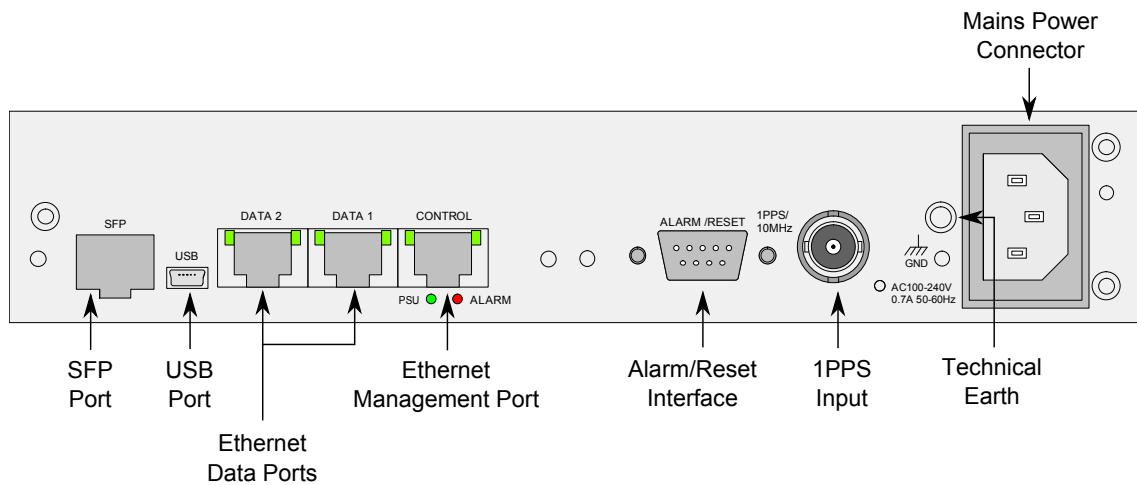 Mains Power
Connector
SFP
USB
DATA 2
DATA 1
CONTROL
PSU
ALARM
ALARM /RESET
1PPS/
10MHz
GND
AC100-240V
0.7A 50-60Hz
SFP
Port
USB
Port
Ethernet
Data Ports
Ethernet
Management Port
Alarm/Reset
Interface
1PPS
Input
Technical
Earth